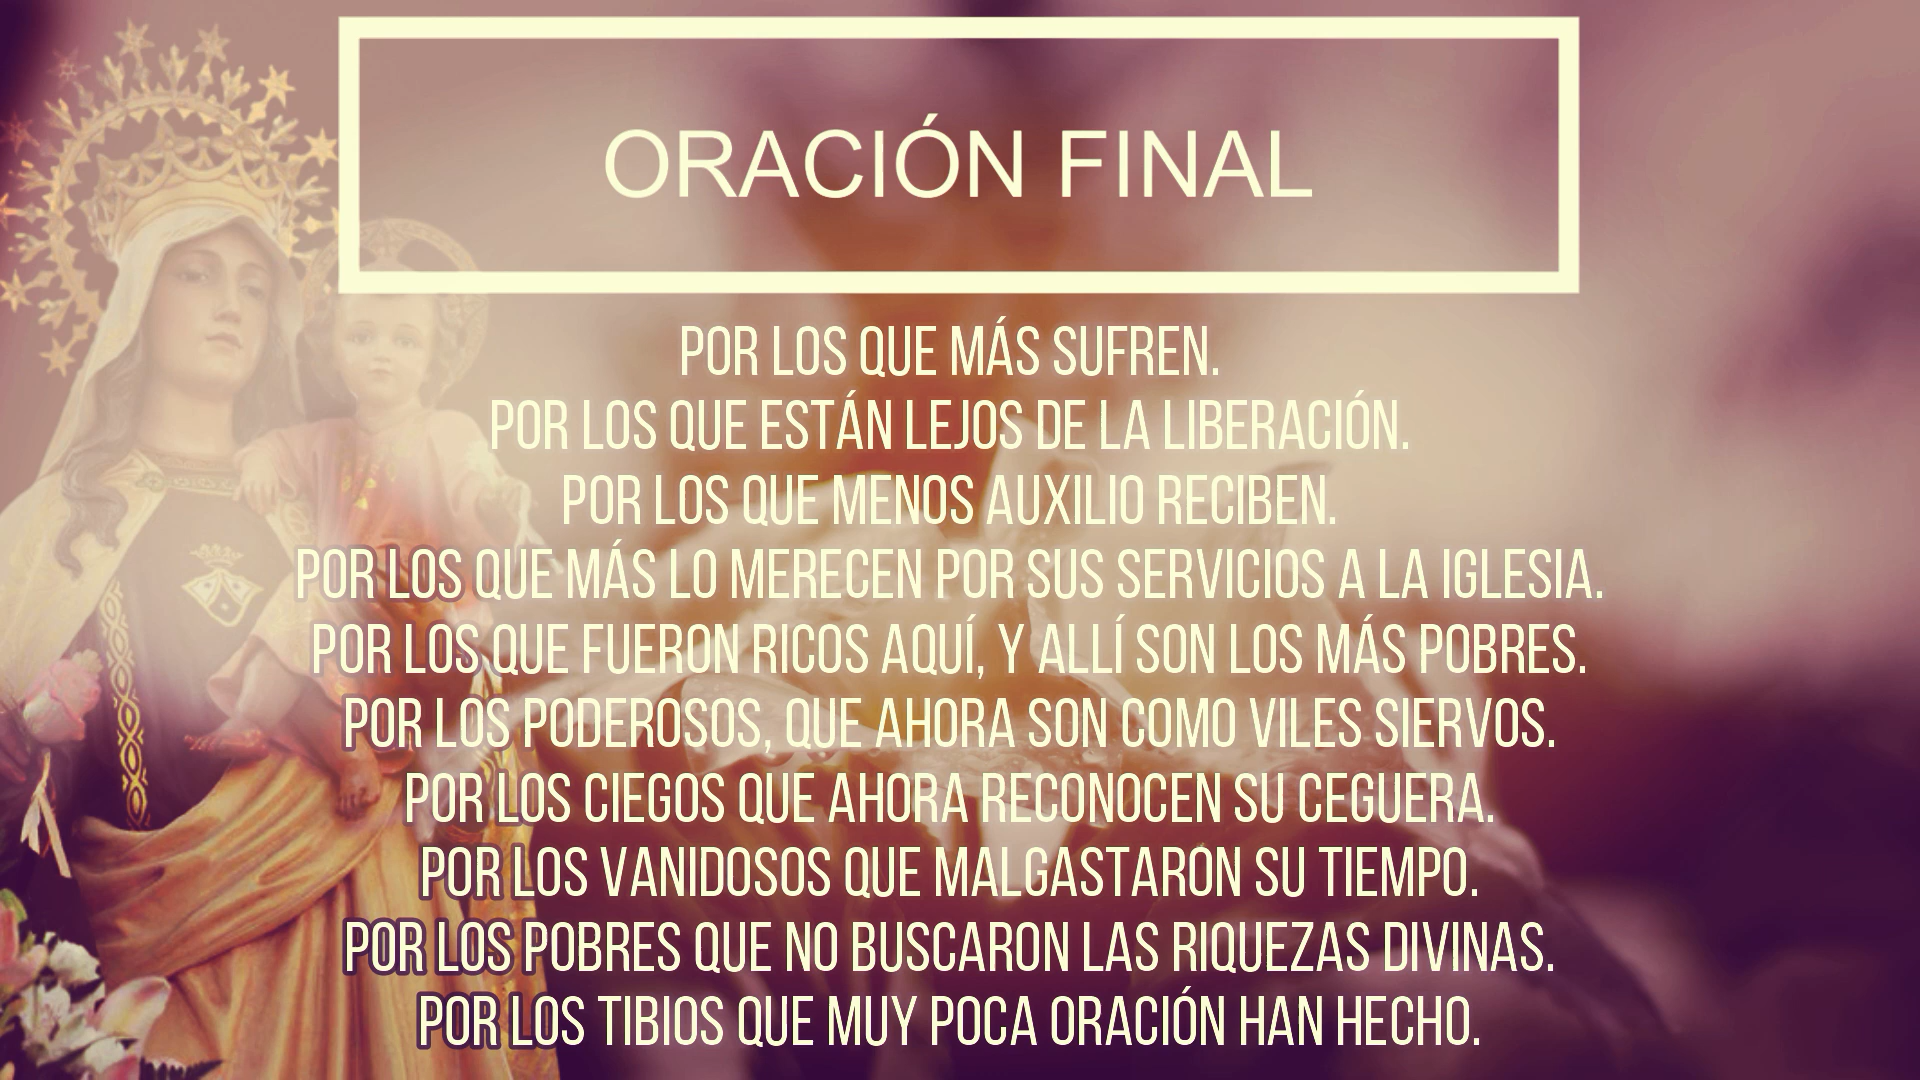 ORACIÓN FINAL
POR LOS QUE MÁS SUFREN.
POR LOS QUE ESTÁN LEJOS DE LA LIBERACIÓN.
POR LOS QUE MENOS AUXILIO RECIBEN.
POR LOS QUE MÁS LO MERECEN POR SUS SERVICIOS A LA IGLESIA.
POR LOS QUE FUERON RICOS AQUÍ, Y ALLÍ SON LOS MÁS POBRES.
POR LOS PODEROSOS, QUE AHORA SON COMO VILES SIERVOS.
POR LOS CIEGOS QUE AHORA RECONOCEN SU CEGUERA.
POR LOS VANIDOSOS QUE MALGASTARON SU TIEMPO.
POR LOS POBRES QUE NO BUSCARON LAS RIQUEZAS DIVINAS.
POR LOS TIBIOS QUE MUY POCA ORACIÓN HAN HECHO.